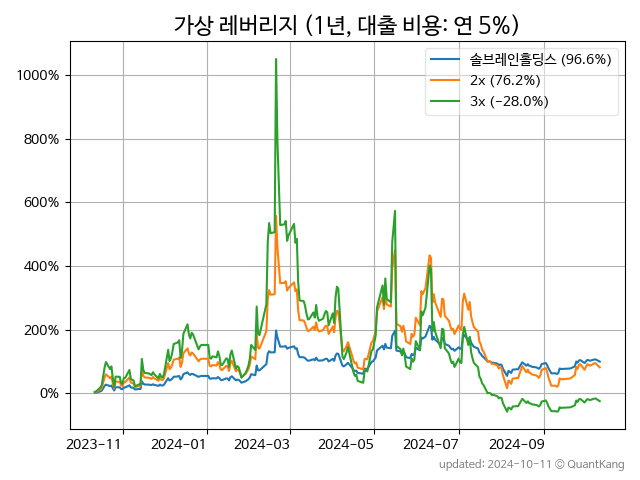 가상 레버리지 (1년, 대출 비용: 연 5%)
솔브레인홀딩스 (96.6%)
2x (76.2%)
3x (-28.0%)
1000%
800%
600%
400%
200%
0%
2023-11
2024-01
2024-03
2024-05
2024-07
2024-09
updated: 2024-10-11 © QuantKang